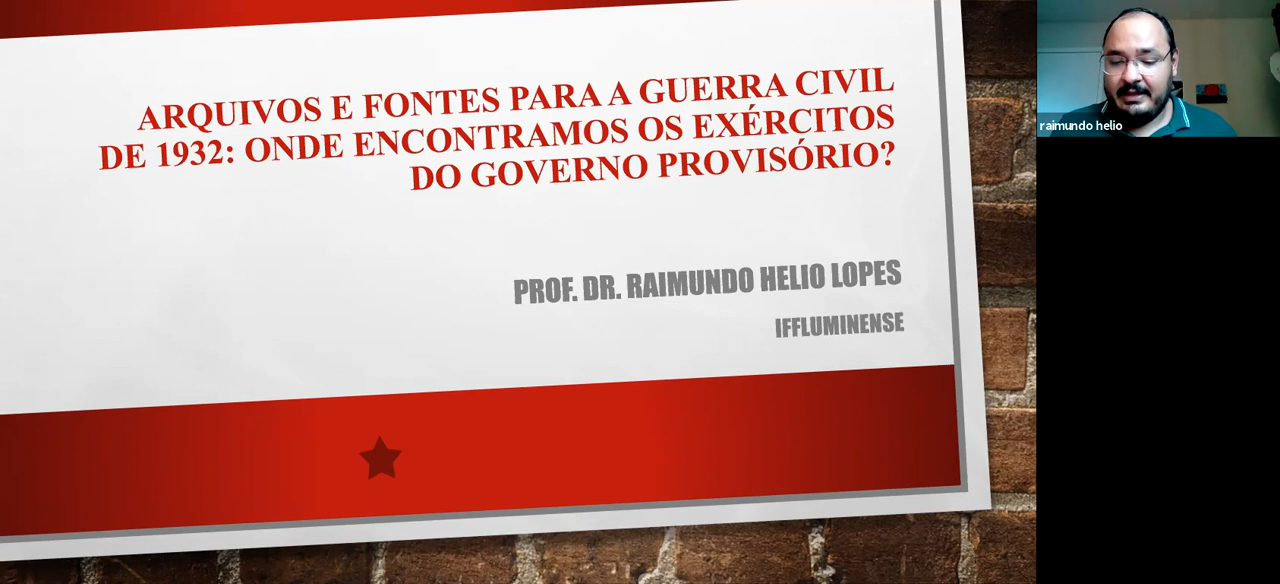 ARQUIVOS E FONTES PARA A GUERRA CIVIL
DE 1932: ONDE ENCONTRAMOS OS EXÉRCITOS
DO GOVERNO PROVISÓRIO?
PROF. DR. RAIMUNDO HELIO LOPES
IFFLUMINENSE
raimundo helio